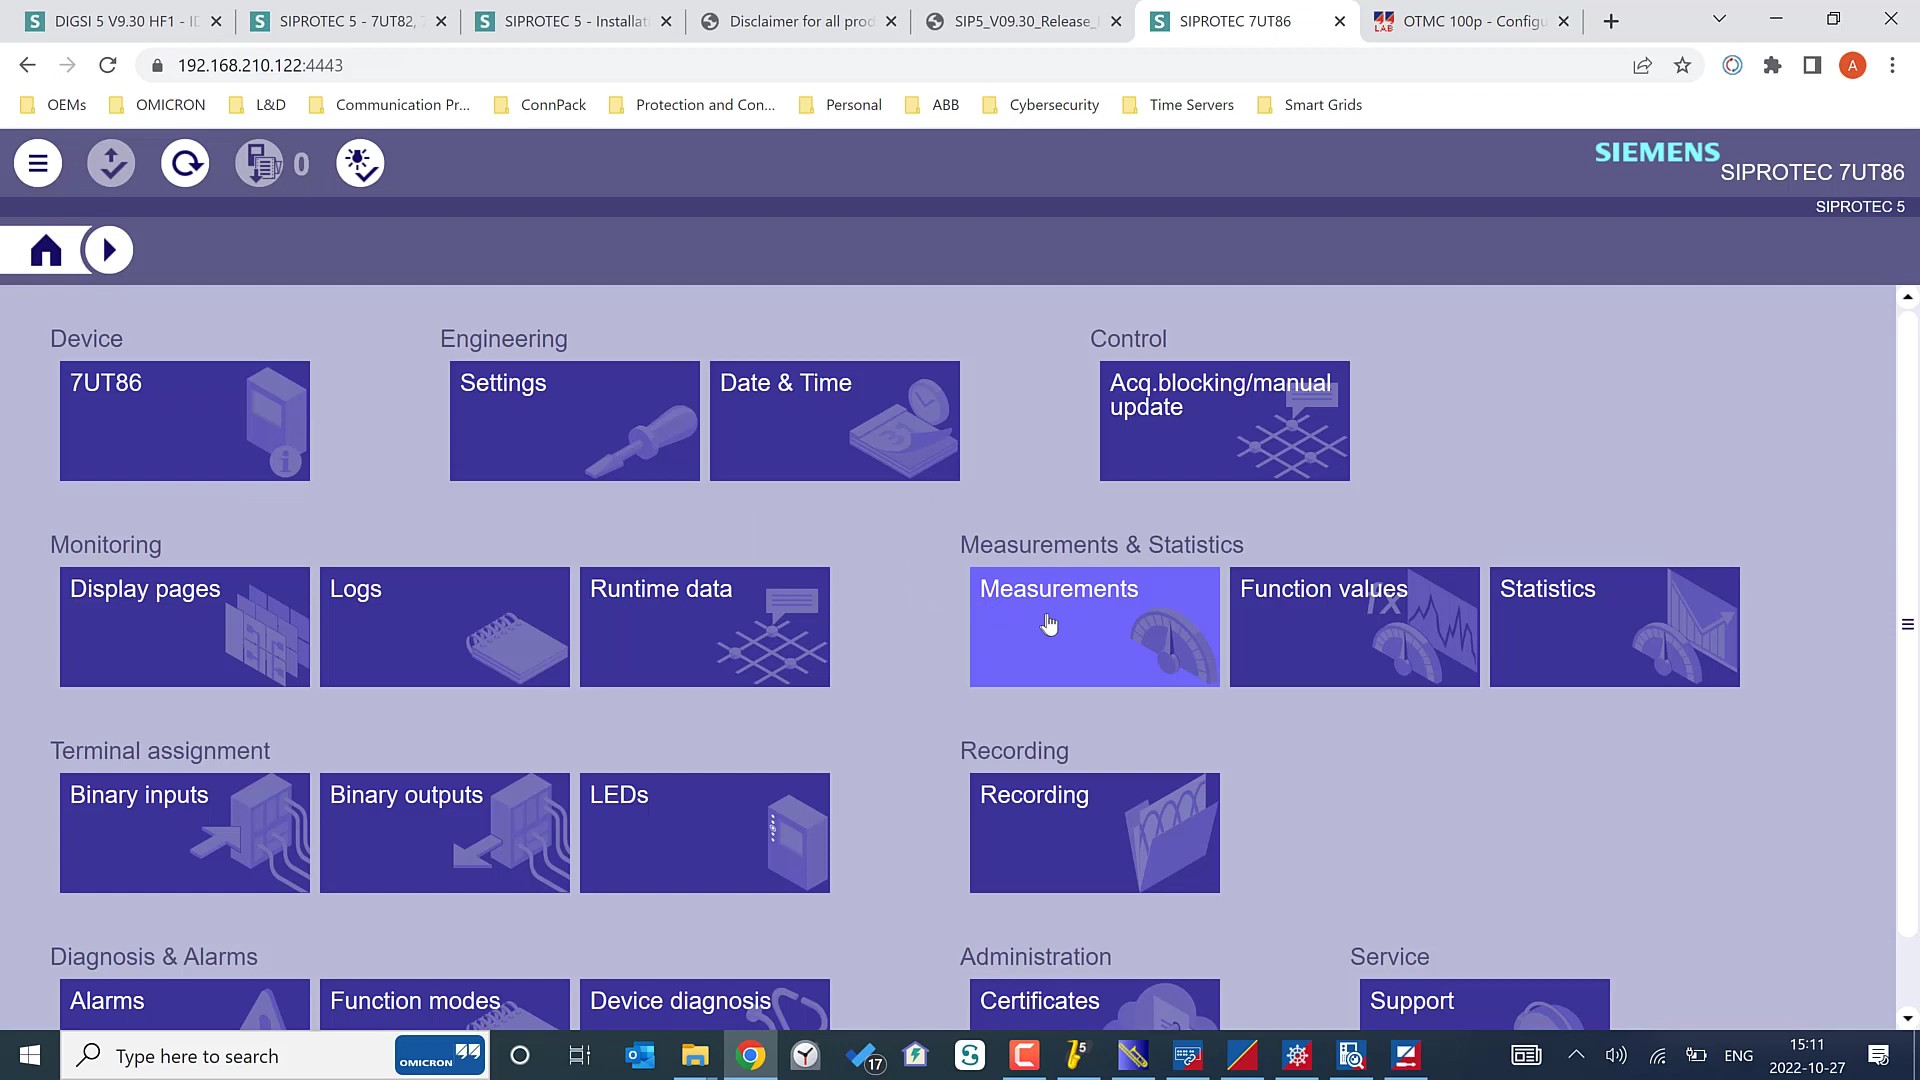 DIGSI 5 V9.30 HF1 - I
SIPROTEC 5 - 7UT82, 7
SIPROTEC 5 - Installat
Disclaimer for all prod
SIP5_V09.30_Release_
SIPROTEC 7UT86
OTMC 100p - Configu
192.168.210.122:4443
A
OEMs
OMICRON
L&D
Communication Pr...
ConnPack
Protection and Con...
Personal
ABB
Cybersecurity
Time Servers
Smart Grids
0
SIEMENS
SIPROTEC 7UT86
SIPROTEC 5
Device
Engineering
Control
7UT86
Settings
Date & Time
31
Acq.blocking/manual
update
Monitoring
Measurements & Statistics
Display pages
Logs
Runtime data
Measurements
Function values
fx
Statistics
Terminal assignment
Recording
Binary inputs
Binary outputs
LEDs
Recording
Diagnosis & Alarms
Administration
Service
Alarms
Function modes
Device diagnosis
Certificates
Support
Type here to search
OMICRON
17
5
ENG
15:11
2022-10-27